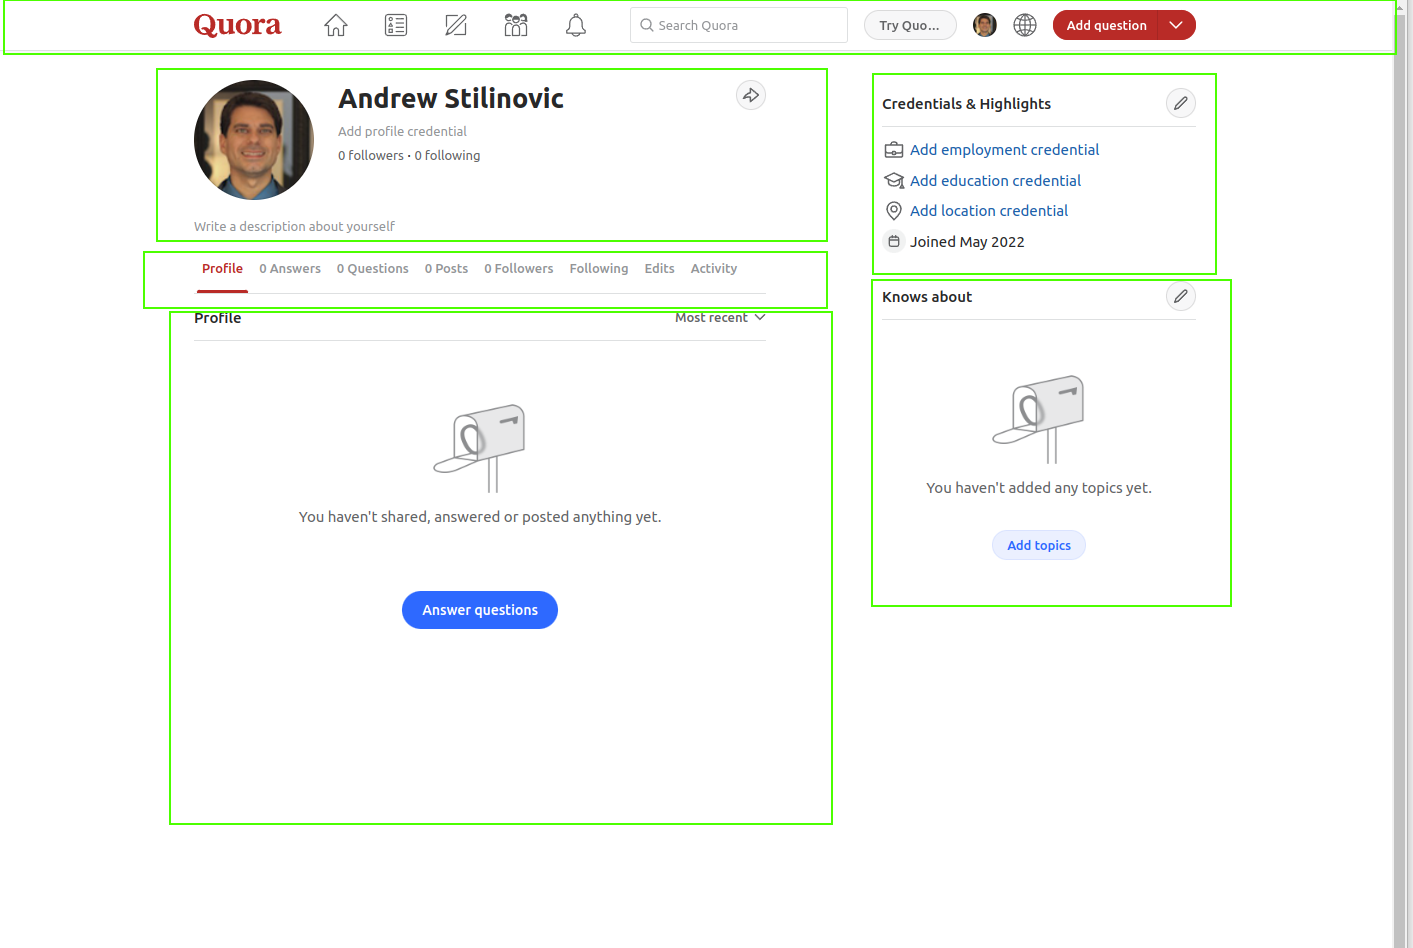 Quora
Search Quora
Try Quo...
Add question
Andrew Stilinovic
Add profile credential
0 followers · 0 following
Write a description about yourself
Profile 0 Answers 0 Questions 0 Posts 0 Followers Following Edits Activity
Profile
Most recent
You haven't shared, answered or posted anything yet.
Answer questions
Credentials & Highlights
Add employment credential
Add education credential
Add location credential
Joined May 2022
Knows about
You haven't added any topics yet.
Add topics